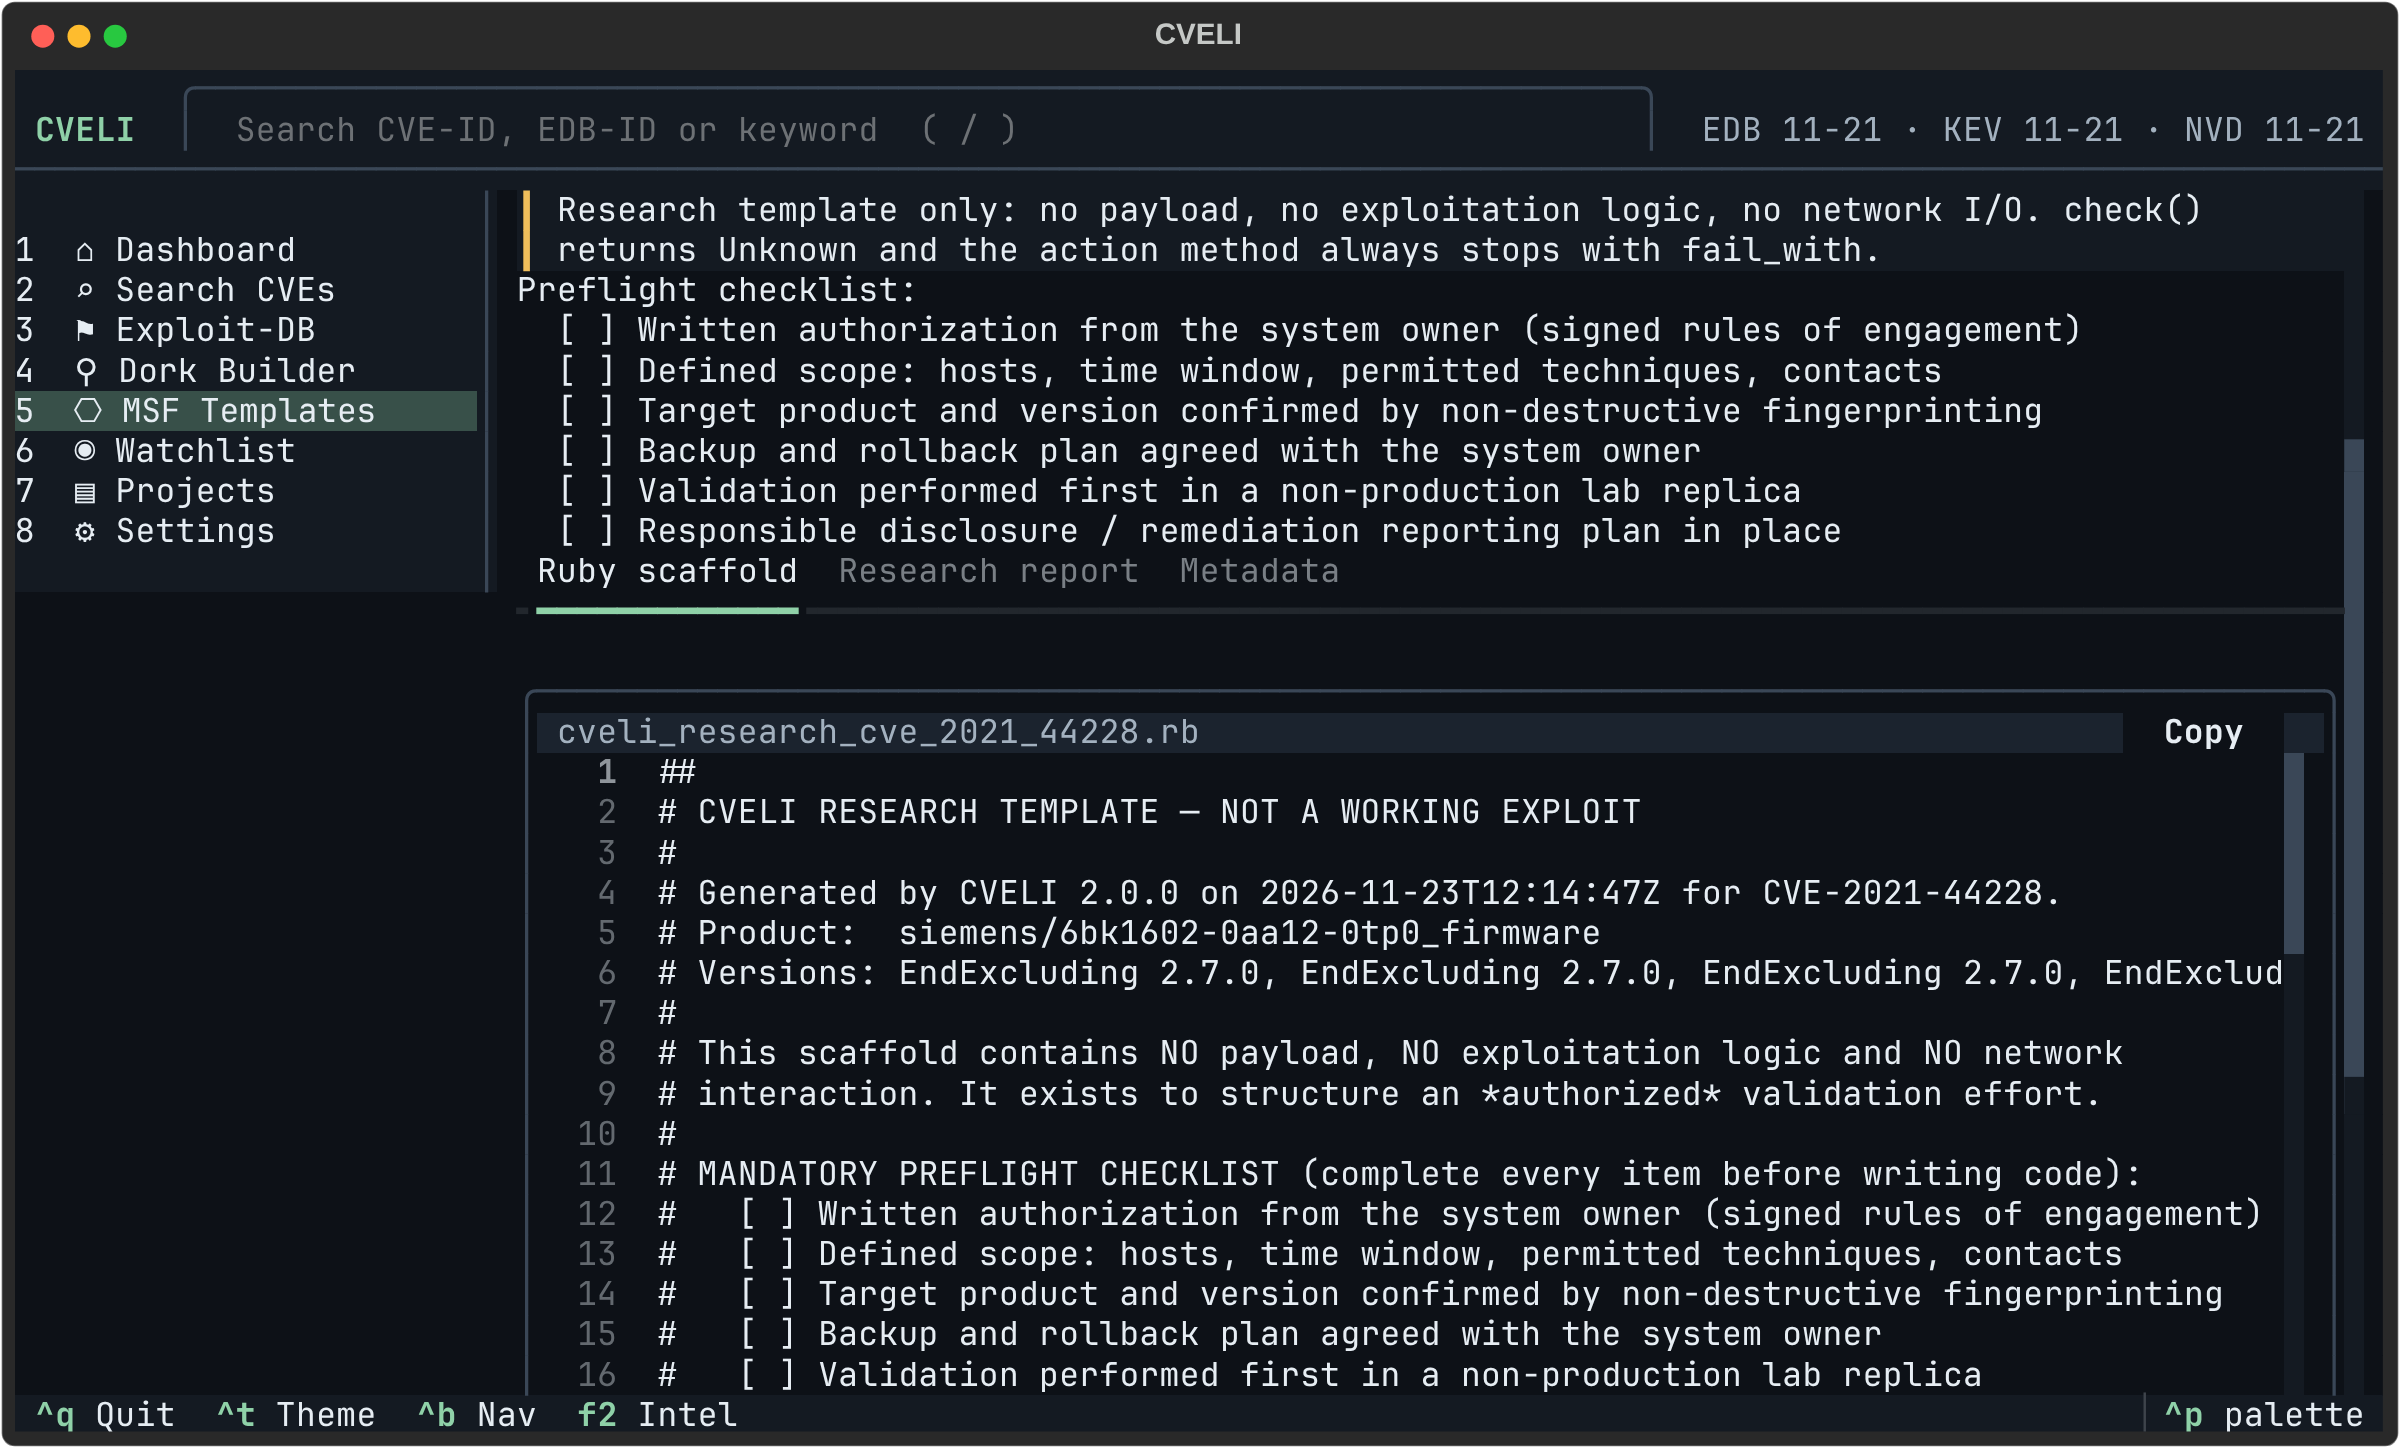 CVELI
CVELI
Search CVE-ID, EDB-ID or keyword ( / )
EDB 11-21 · KEV 11-21 · NVD 11-21
1 ⌂ Dashboard
2 ⌕ Search CVEs
3 ⚑ Exploit-DB
4 ⚲ Dork Builder
5 ⎔ MSF Templates
6 ◉ Watchlist
7 ▤ Projects
8 ⚙ Settings
Research template only: no payload, no exploitation logic, no network I/O. check()
returns Unknown and the action method always stops with fail_with.
Preflight checklist:
[ ] Written authorization from the system owner (signed rules of engagement)
[ ] Defined scope: hosts, time window, permitted techniques, contacts
[ ] Target product and version confirmed by non-destructive fingerprinting
[ ] Backup and rollback plan agreed with the system owner
[ ] Validation performed first in a non-production lab replica
[ ] Responsible disclosure / remediation reporting plan in place
Ruby scaffold Research report Metadata
cveli_research_cve_2021_44228.rb Copy
1 ##
2 # CVELI RESEARCH TEMPLATE — NOT A WORKING EXPLOIT
3 #
4 # Generated by CVELI 2.0.0 on 2026-11-23T12:14:47Z for CVE-2021-44228.
5 # Product: siemens/6bk1602-0aa12-0tp0_firmware
6 # Versions: EndExcluding 2.7.0, EndExcluding 2.7.0, EndExcluding 2.7.0, EndExclud
7 #
8 # This scaffold contains NO payload, NO exploitation logic and NO network
9 # interaction. It exists to structure an *authorized* validation effort.
10 #
11 # MANDATORY PREFLIGHT CHECKLIST (complete every item before writing code):
12 # [ ] Written authorization from the system owner (signed rules of engagement)
13 # [ ] Defined scope: hosts, time window, permitted techniques, contacts
14 # [ ] Target product and version confirmed by non-destructive fingerprinting
15 # [ ] Backup and rollback plan agreed with the system owner
16 # [ ] Validation performed first in a non-production lab replica
^q Quit ^t Theme ^b Nav f2 Intel ^p palette